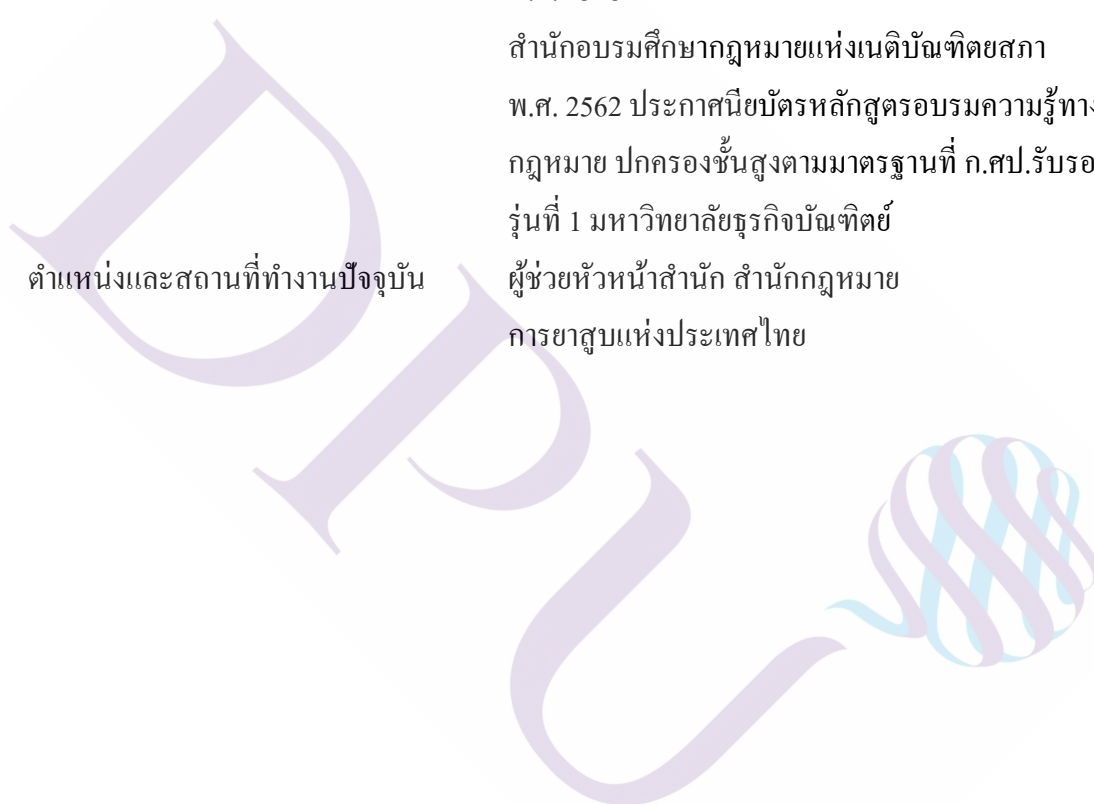 สำนักอบรมศึกษากฎหมายแห่งเนติบัณฑิตยสภา
พ.ศ. 2562 ประกาศนียบัตรหลักสูตรอบรมความรู้ทาง
กฎหมาย ปกครองชั้นสูงตามมาตรฐานที่ ก.ศป.รับรอ
รุ่นที่ 1 มหาวิทยาลัยธุรกิจบัณฑิตย์
ตำแหน่งและสถานที่ทำงานปัจจุบัน ผู้ช่วยหัวหน้าสำนัก สำนักกฎหมาย
การยาสูบแห่งประเทศไทย
DPU